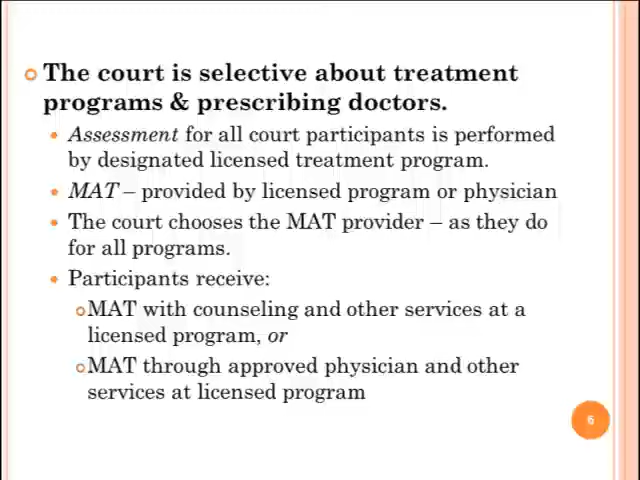 The court is selective about treatment
programs & prescribing doctors.
Assessment for all court participants is performed
by designated licensed treatment program.
MAT – provided by licensed program or physician
The court chooses the MAT provider – as they do
for all programs.
Participants receive:
MAT with counseling and other services at a
licensed program, or
MAT through approved physician and other
services at licensed program
6